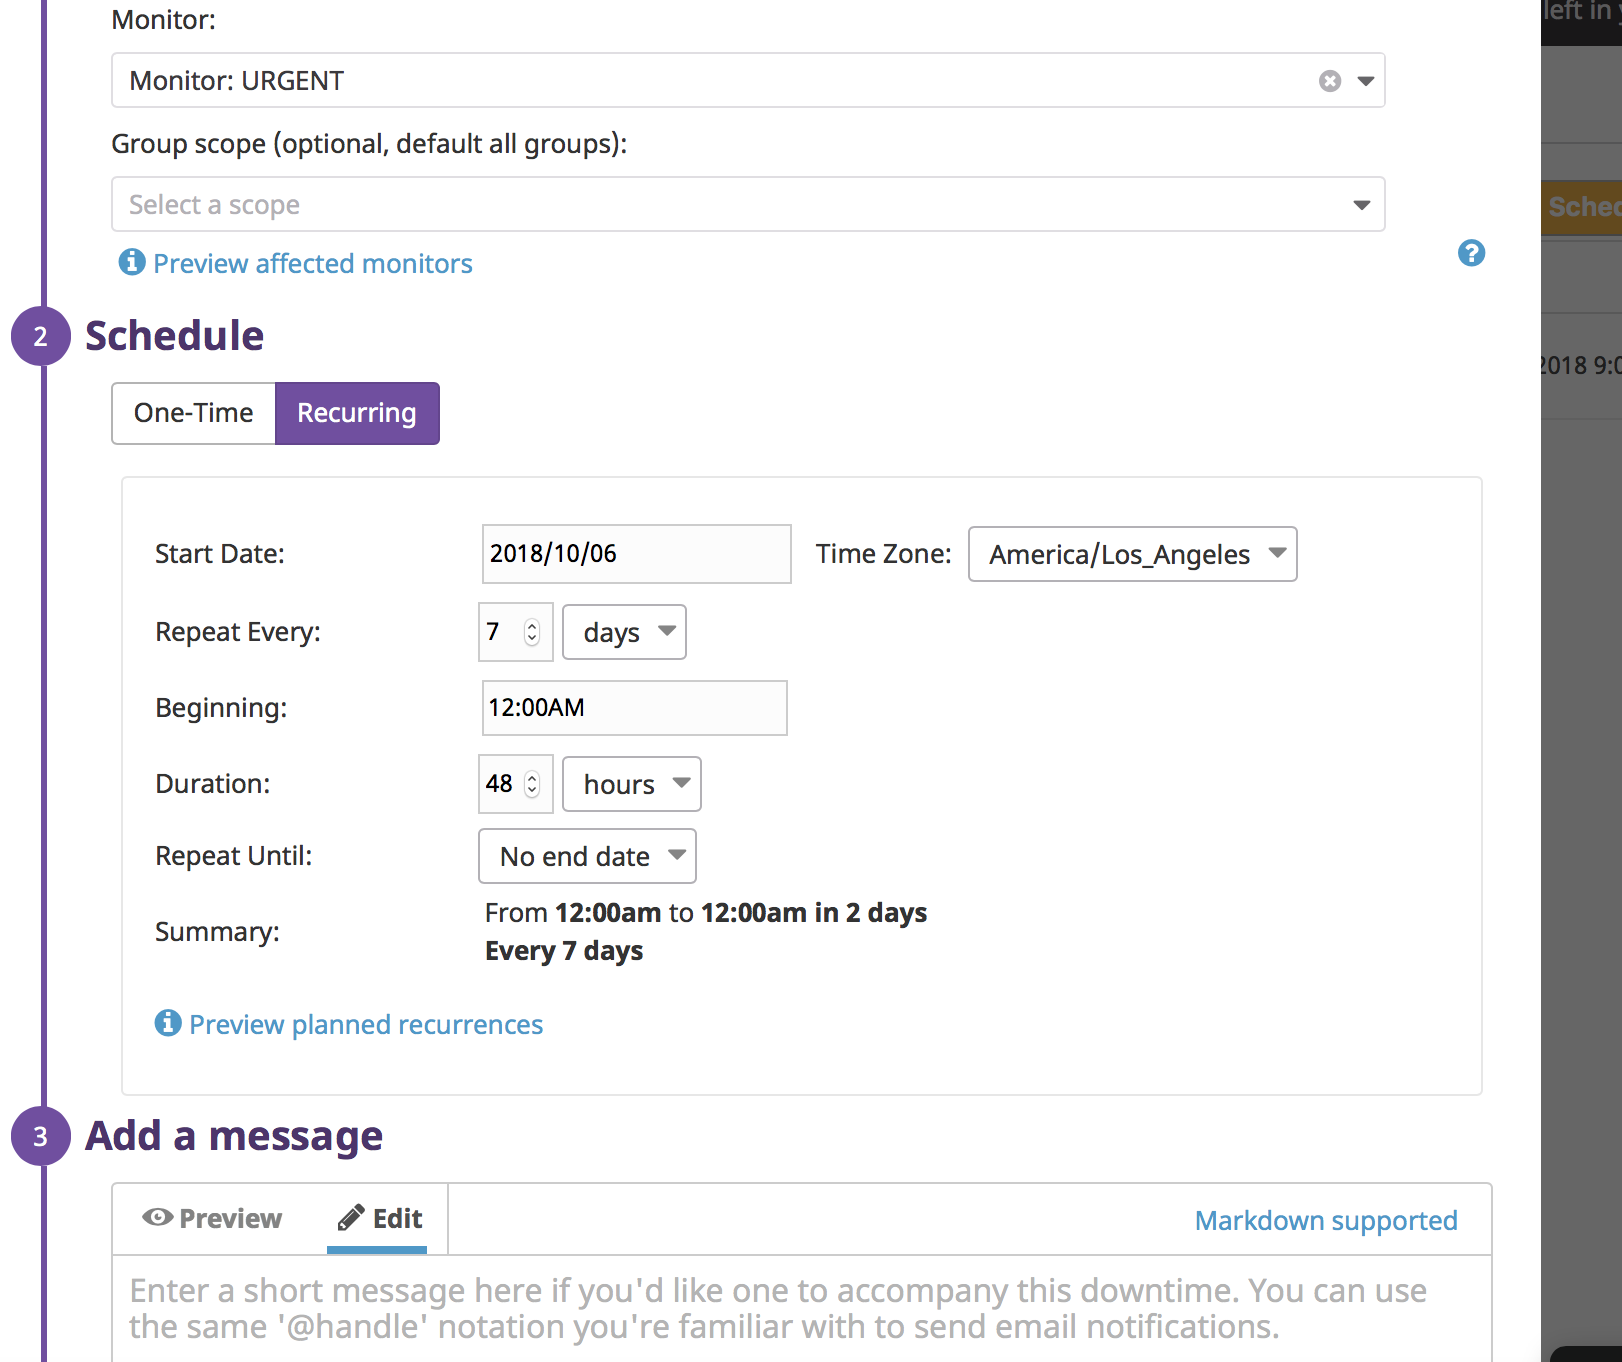 Monitor:
left in
Monitor: URGENT
Group scope (optional, default all groups):
Select a scope
Preview affected monitors
?
2 Schedule
2018 9:0
One-Time Recurring
Start Date: 2018/10/06 Time Zone: America/Los_Angeles
Repeat Every: 7 days
Beginning: 12:00AM
Duration: 48 hours
Repeat Until: No end date
Summary: From 12:00am to 12:00am in 2 days
Every 7 days
Preview planned recurrences
3 Add a message
Preview Edit Markdown supported
Enter a short message here if you'd like one to accompany this downtime. You can use
the same '@handle' notation you're familiar with to send email notifications.